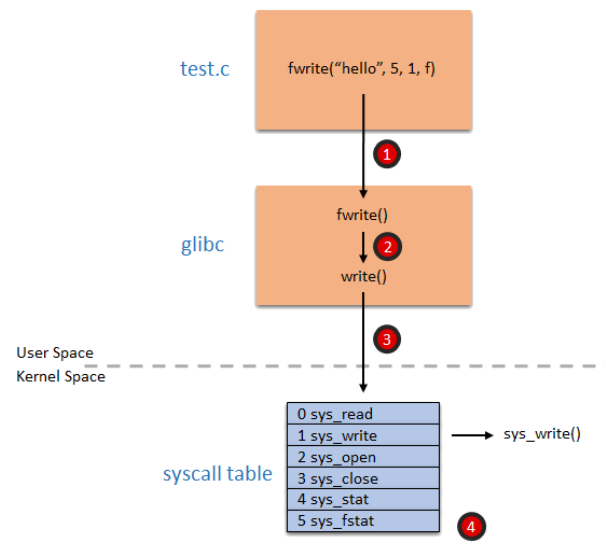 test.c
fwrite(“hello”, 5, 1, f)
1
glibc
fwrite()
2
write()
3
User Space
Kernel Space
syscall table
0 sys_read
1 sys_write
2 sys_open
3 sys_close
4 sys_stat
5 sys_fstat
sys_write()
4